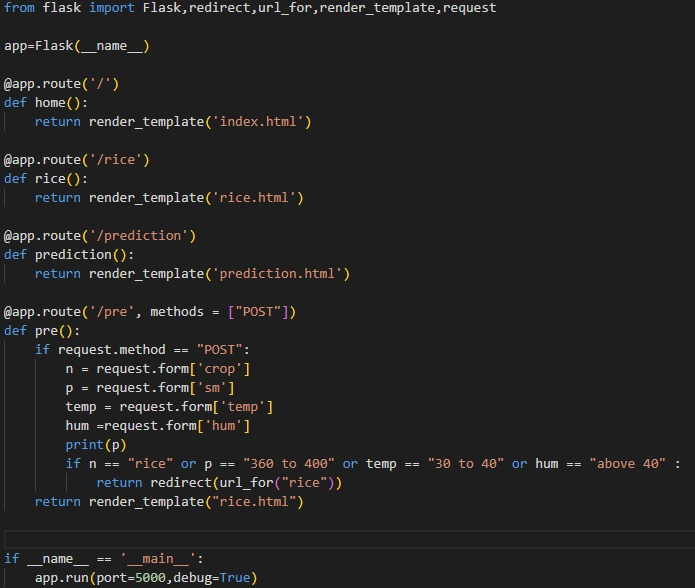 from flask import Flask,redirect,url_for,render_template,request
app=Flask(__name__)
@app.route('/')
def home():
    return render_template('index.html')
@app.route('/rice')
def rice():
    return render_template('rice.html')
@app.route('/prediction')
def prediction():
    return render_template('prediction.html')
@app.route('/pre', methods = ["POST"])
def pre():
    if request.method == "POST":
        n = request.form['crop']
        p = request.form['sm']
        temp = request.form['temp']
        hum =request.form['hum']
        print(p)
        if n == "rice" or p == "360 to 400" or temp == "30 to 40" or hum == "above 40" :
            return redirect(url_for("rice"))
    return render_template("rice.html")
if __name__ == '__main__':
    app.run(port=5000,debug=True)